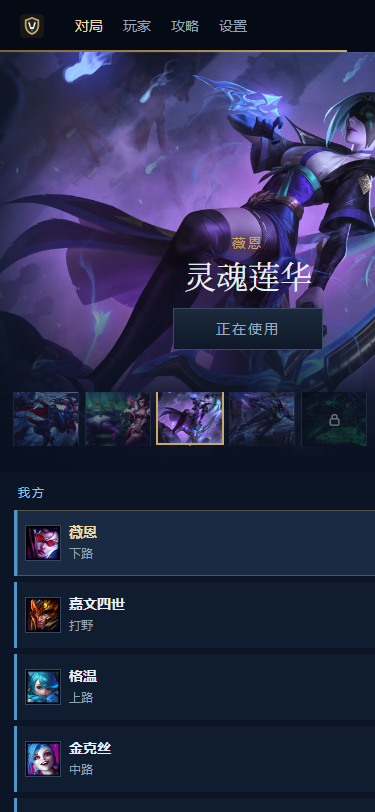 对局 玩家 攻略 设置
薇恩
灵魂莲华
正在使用
我方
薇恩
下路
嘉文四世
打野
格温
上路
金克丝
中路